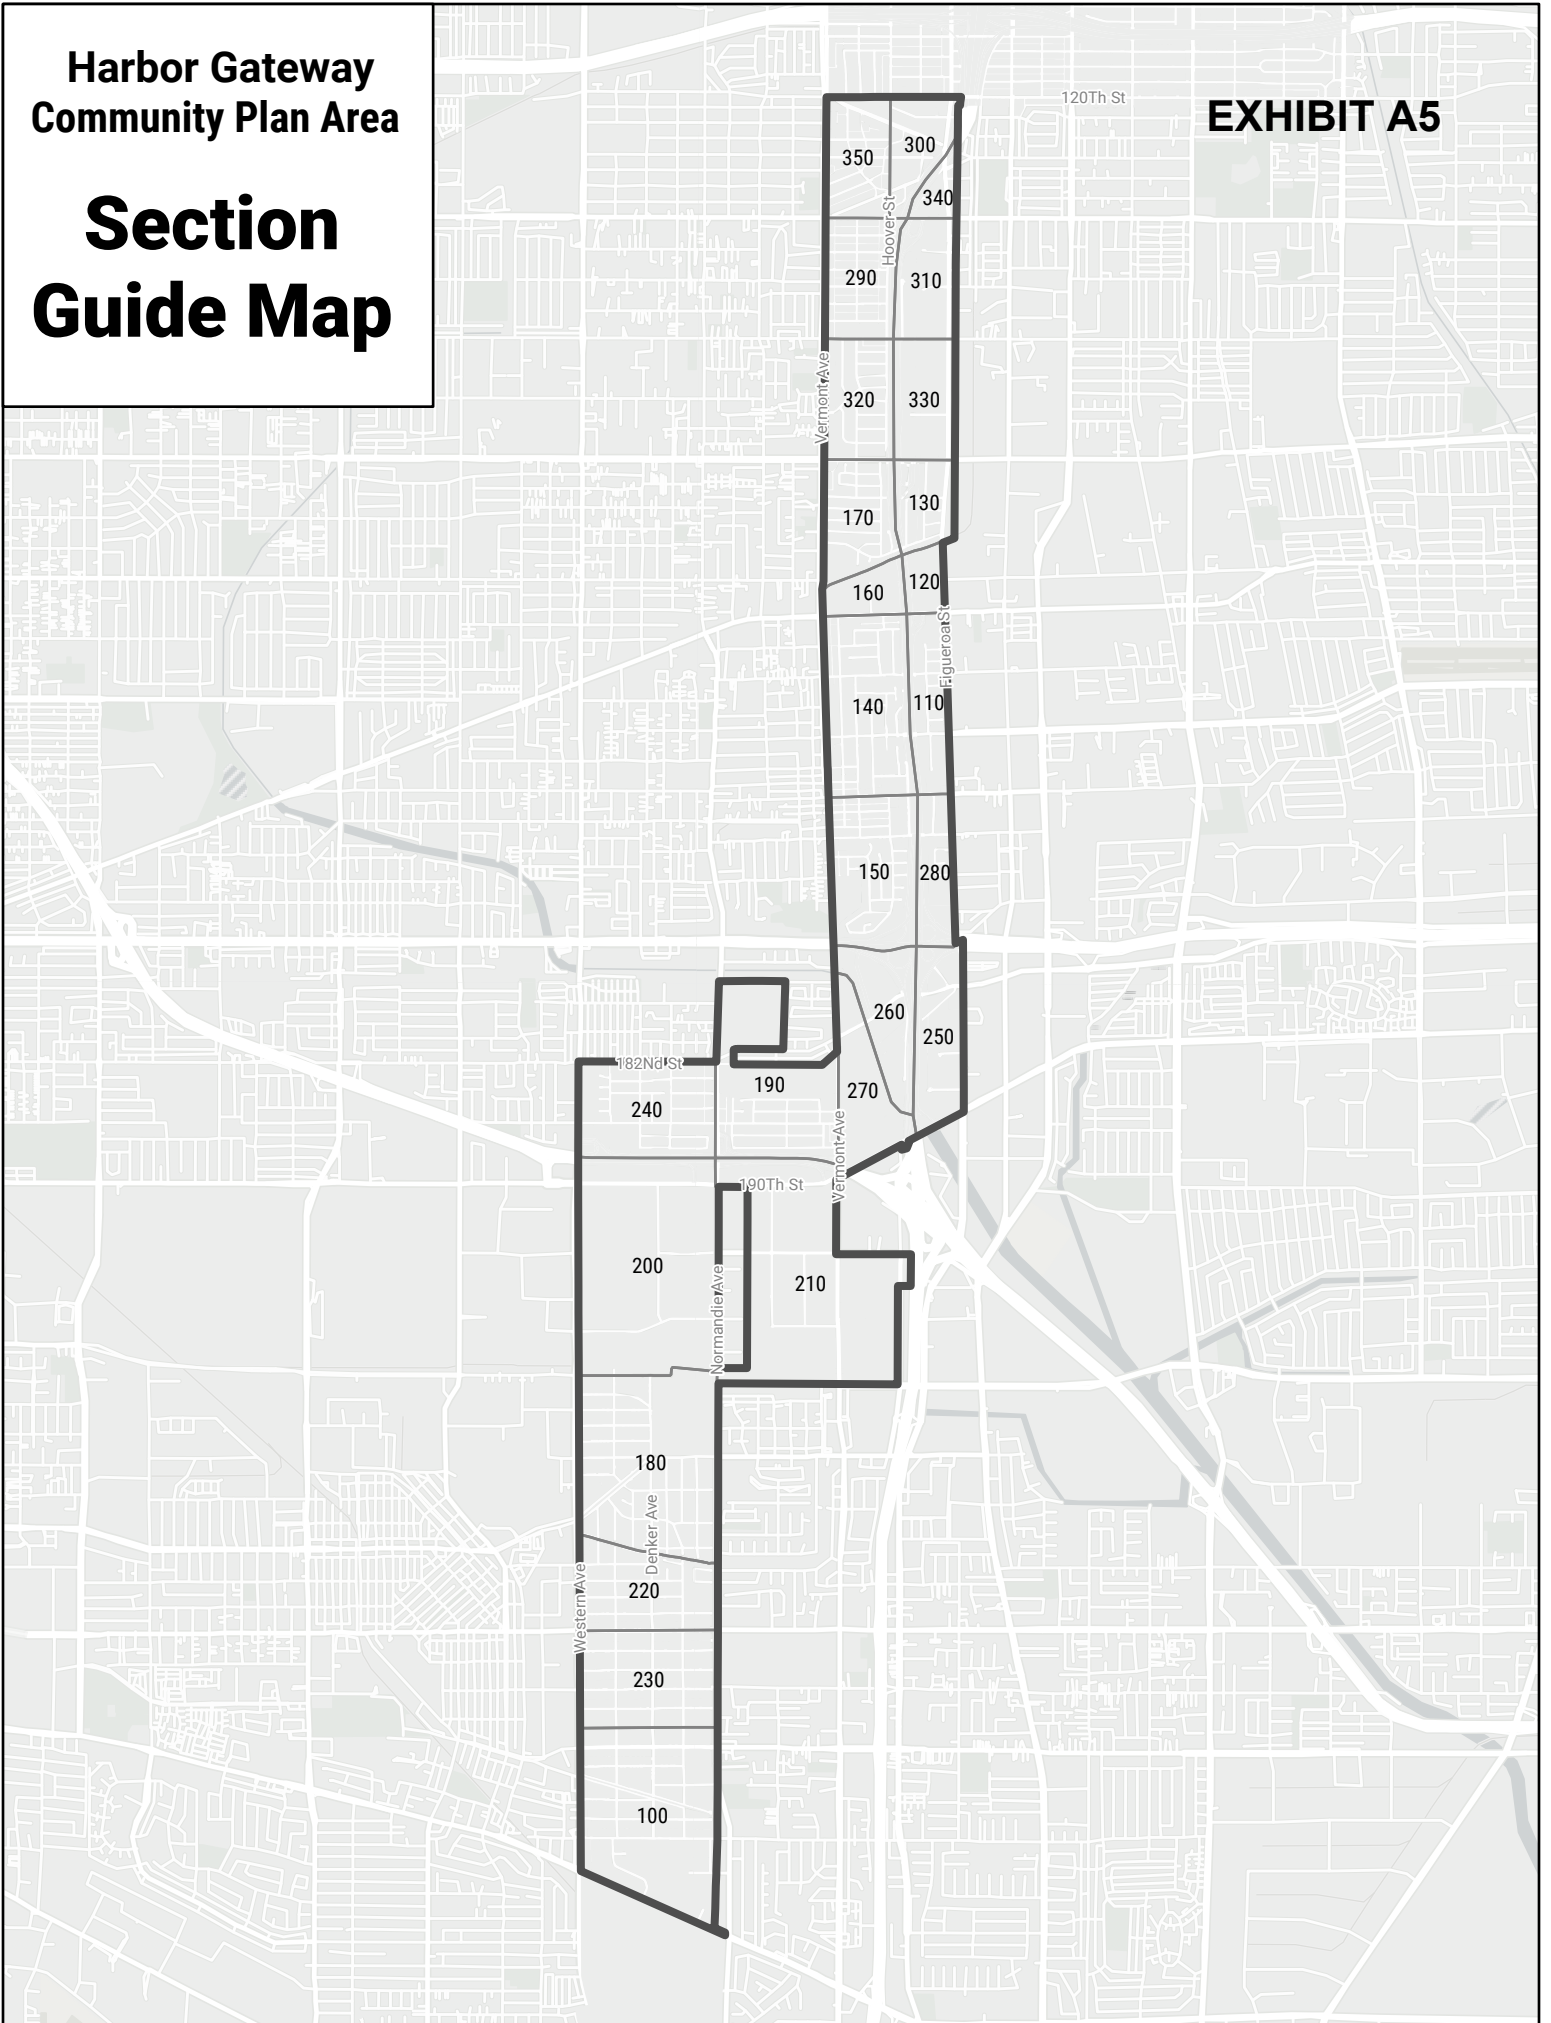 Harbor Gateway
Community Plan Area
Section
Guide Map
EXHIBIT A5
120Th St
350
300
340
Hoover St
290
310
Vermont Ave
320
330
170
130
160
120
Figueroa St
140
110
150
280
260
250
182Nd St
190
270
240
Vermont Ave
190Th St
200
Normandie Ave
210
180
Denker Ave
Western Ave
220
230
100